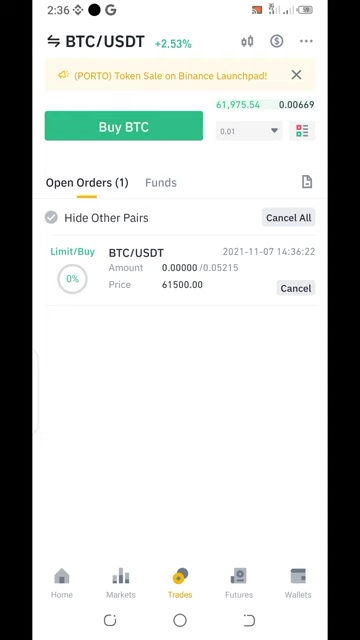 2:36
BTC/USDT +2.53%
(PORTO) Token Sale on Binance Launchpad!
61,975.54 0.00669
Buy BTC
0.01
Open Orders (1) Funds
Hide Other Pairs Cancel All
Limit/Buy BTC/USDT 2021-11-07 14:36:22
Amount 0.00000 /0.05215
0%
Price 61500.00 Cancel
Home Markets Trades Futures Wallets